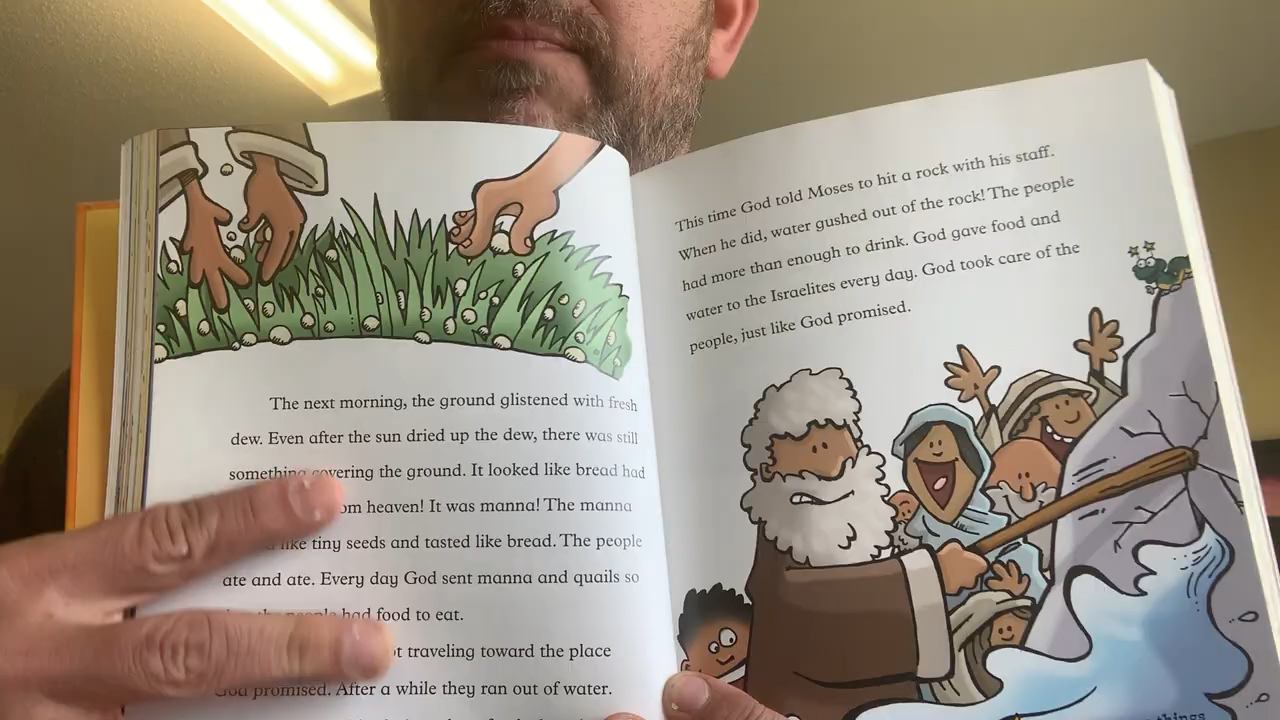 The next morning, the ground glistened with fresh
dew. Even after the sun dried up the dew, there was still
something covering the ground. It looked like bread had
om heaven! It was manna! The manna
like tiny seeds and tasted like bread. The people
ate and ate. Every day God sent manna and quails so
the people had food to eat.
traveling toward the place
God promised. After a while they ran out of water.
This time God told Moses to hit a rock with his staff.
When he did, water gushed out of the rock! The people
had more than enough to drink. God gave food and
water to the Israelites every day. God took care of the
people, just like God promised.
things